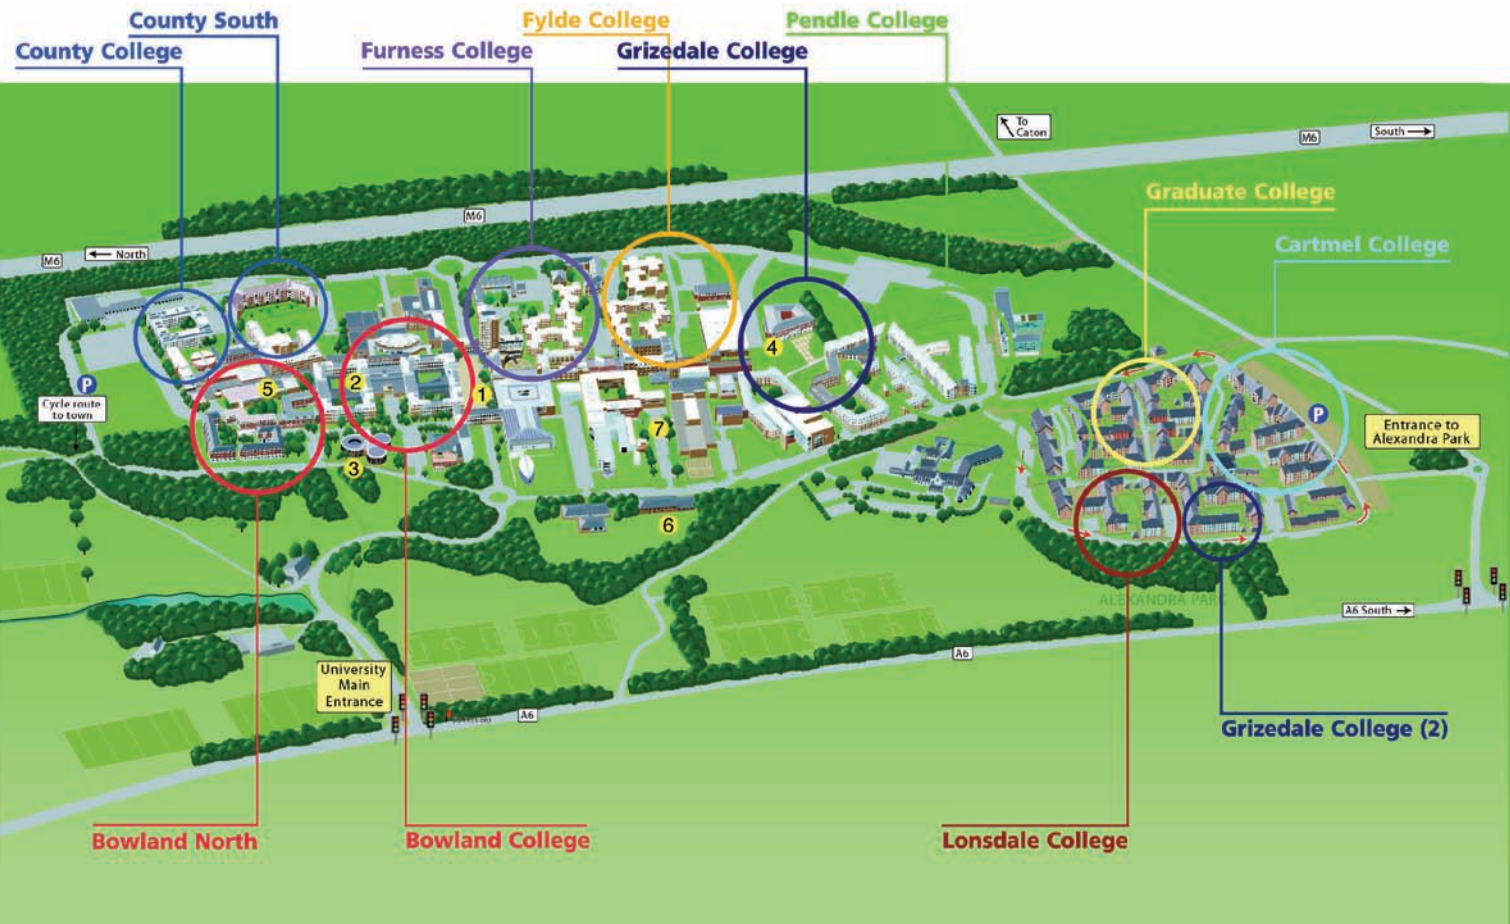 County South
Fylde College
Pendle College
County College
Furness College
Grizedale College
To
Caton
M6
South
Graduate College
M6
Cartmel College
M6
North
4
P
5
2
1
Cycle route
to town
P
7
Entrance to
Alexandra Park
3
6
ALEXANDRA PARK
A6 South
A6
University
Main
Entrance
A6
Grizedale College (2)
Bowland North
Bowland College
Lonsdale College